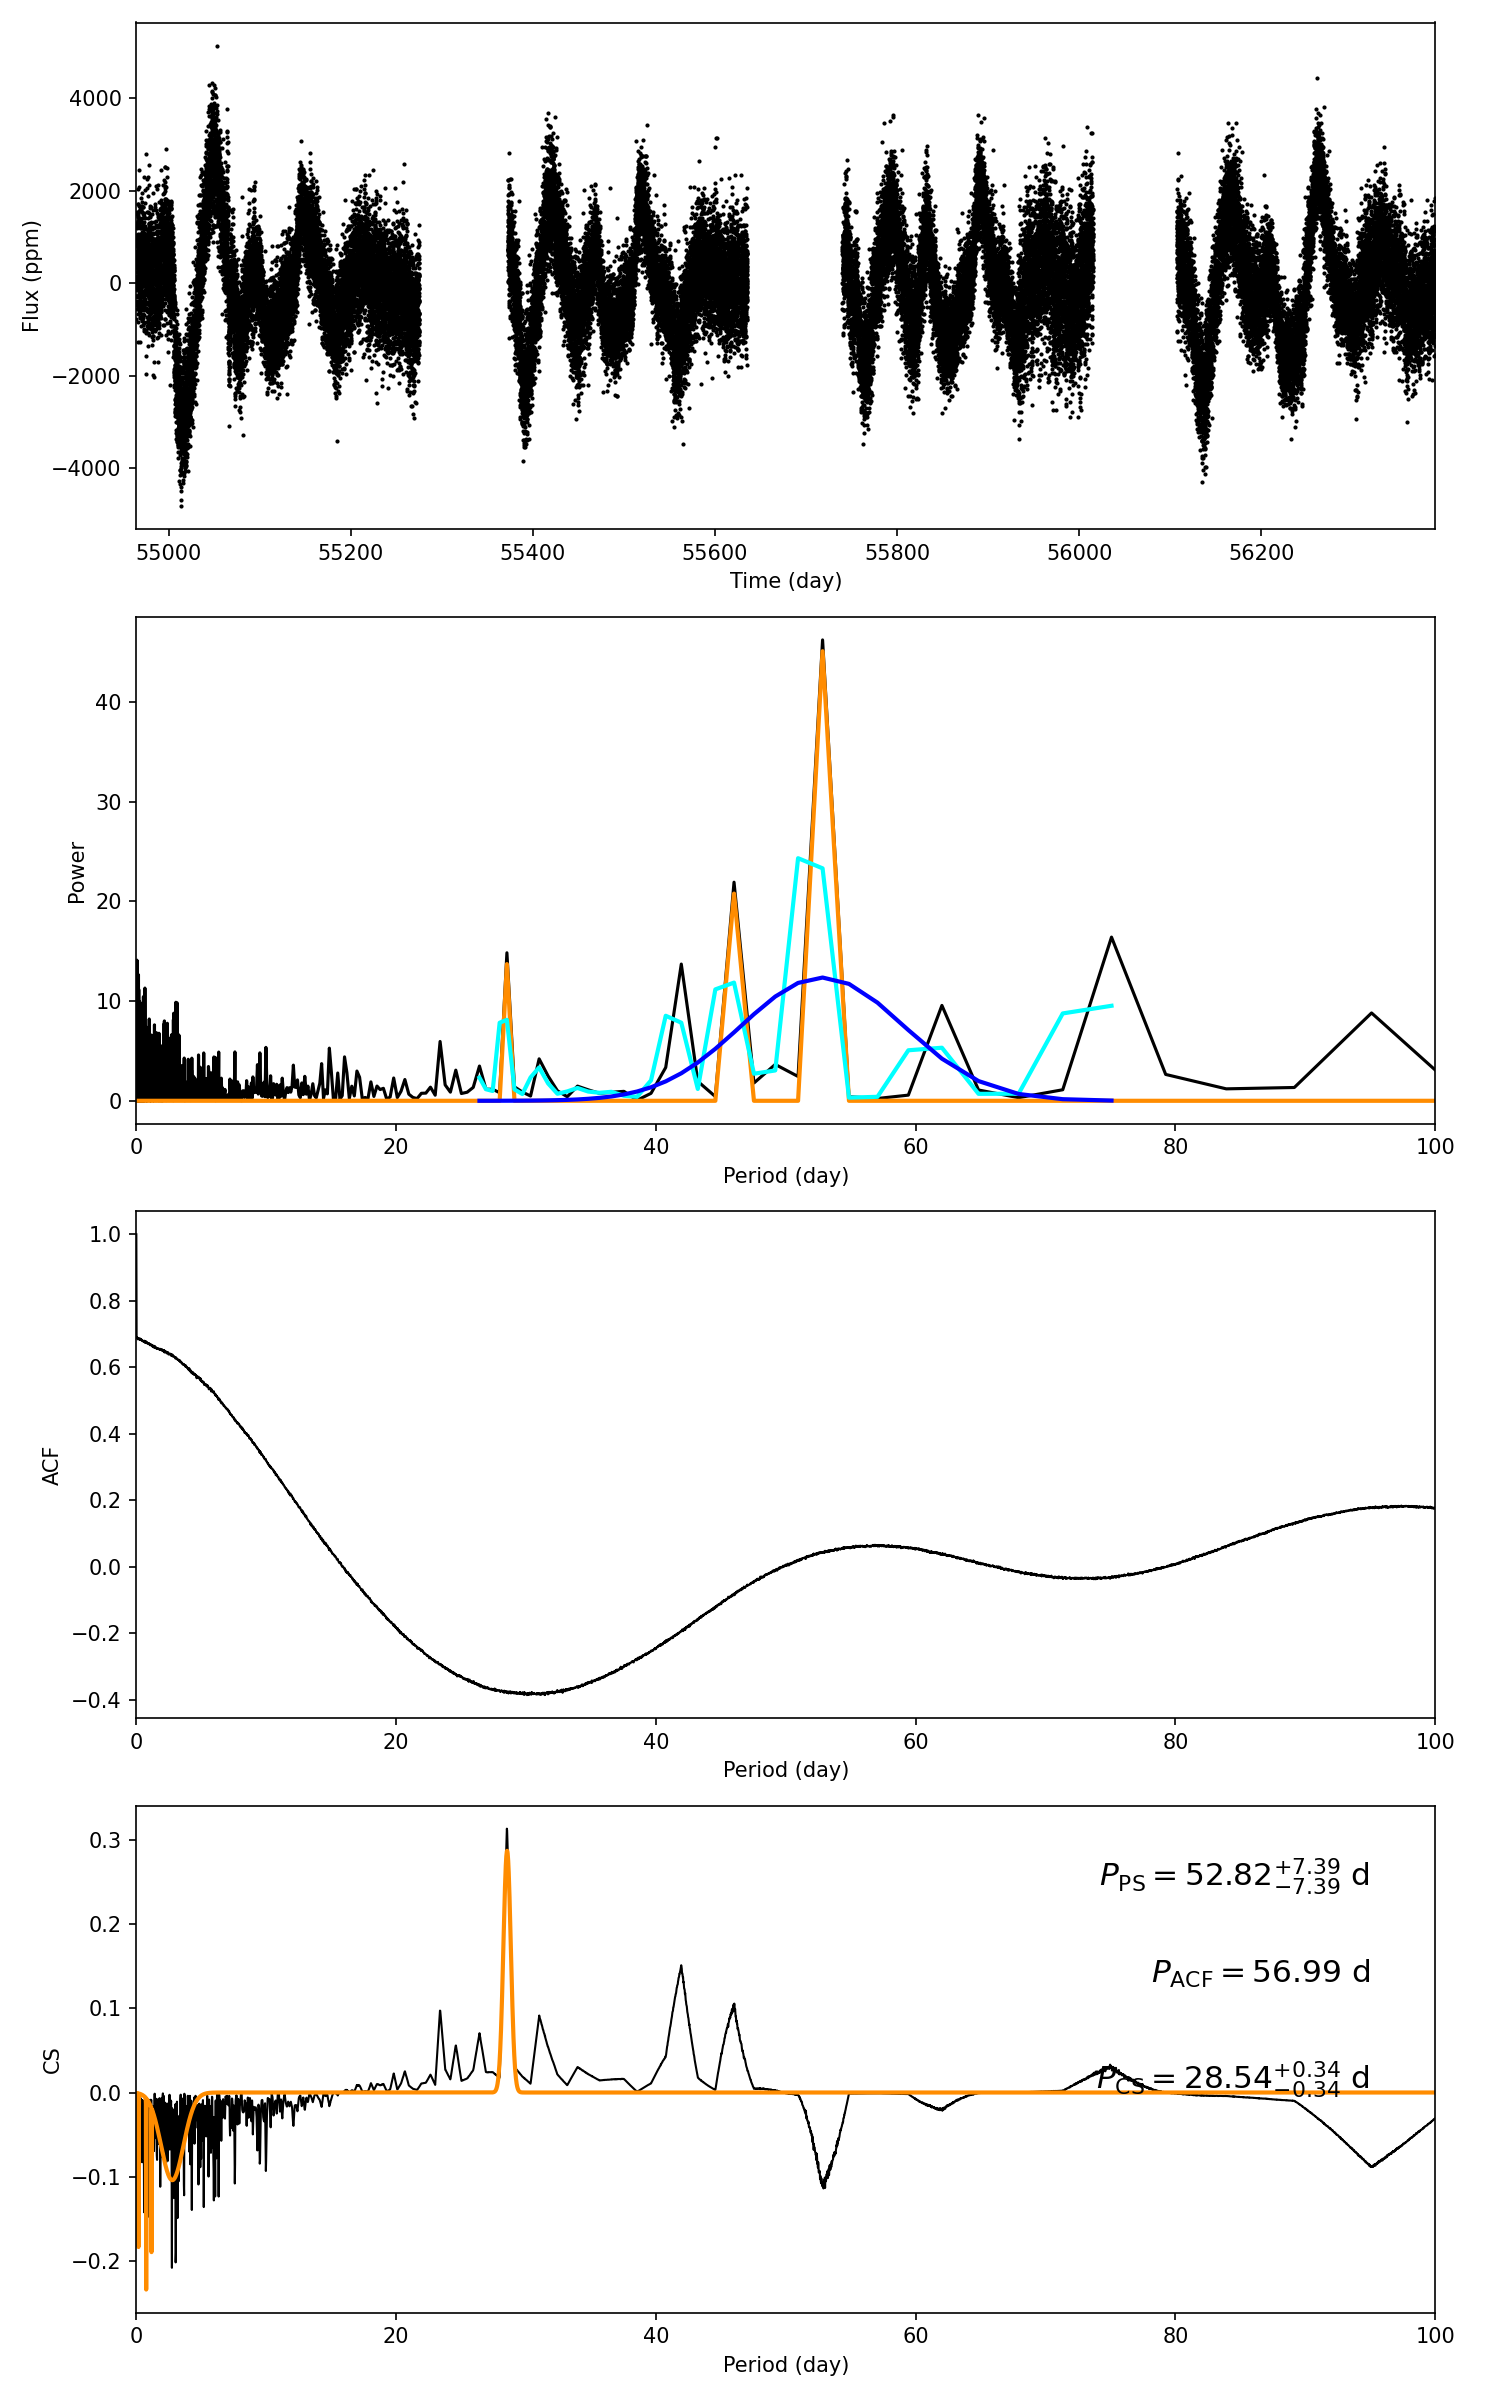 4000
2000
0
−2000
−4000
Flux (ppm)
55000 55200 55400 55600 55800 56000 56200
Time (day)
40
30
20
10
0
Power
0 20 40 60 80 100
Period (day)
1.0
0.8
0.6
0.4
0.2
0.0
−0.2
−0.4
ACF
0 20 40 60 80 100
Period (day)
0.3
0.2
0.1
0.0
−0.1
−0.2
CS
P_PS = 52.82 +7.39 −7.39 d
P_ACF = 56.99 d
P_CS = 28.54 +0.34 −0.34 d
0 20 40 60 80 100
Period (day)